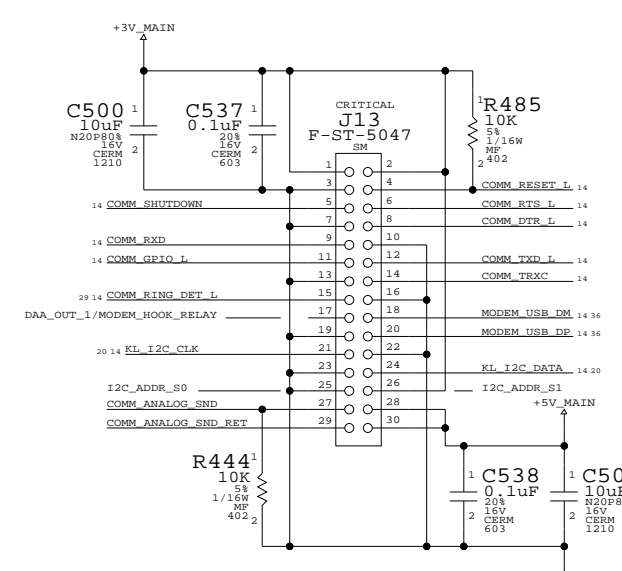 +3V_MAIN
C500 1
10uF
N20P80%
16V
CERM
1210
2
C537 1
0.1uF
20%
16V
CERM
603
2
CRITICAL
J13
F-ST-5047
SM
1 R485
10K
5%
1/16W
MF
402
2
1 2
3 4 COMM_RESET_L 14
14 COMM_SHUTDOWN 5 6 COMM_RTS_L 14
7 8 COMM_DTR_L 14
14 COMM_RXD 9 10
14 COMM_GPIO_L 11 12 COMM_TXD_L 14
13 14 COMM_TRXC 14
29 14 COMM_RING_DET_L 15 16
DAA_OUT_1/MODEM_HOOK_RELAY 17 18 MODEM_USB_DM 14 36
19 20 MODEM_USB_DP 14 36
20 14 KL_I2C_CLK 21 22
23 24 KL_I2C_DATA 14 20
I2C_ADDR_S0 25 26 I2C_ADDR_S1
COMM_ANALOG_SND 27 28 +5V_MAIN
COMM_ANALOG_SND_RET 29 30
R444 1
10K
5%
1/16W
MF
402 2
1 C538
0.1uF
20%
16V
CERM
603
2
1 C50
10uF
N20P8
16V
CERM
1210
2